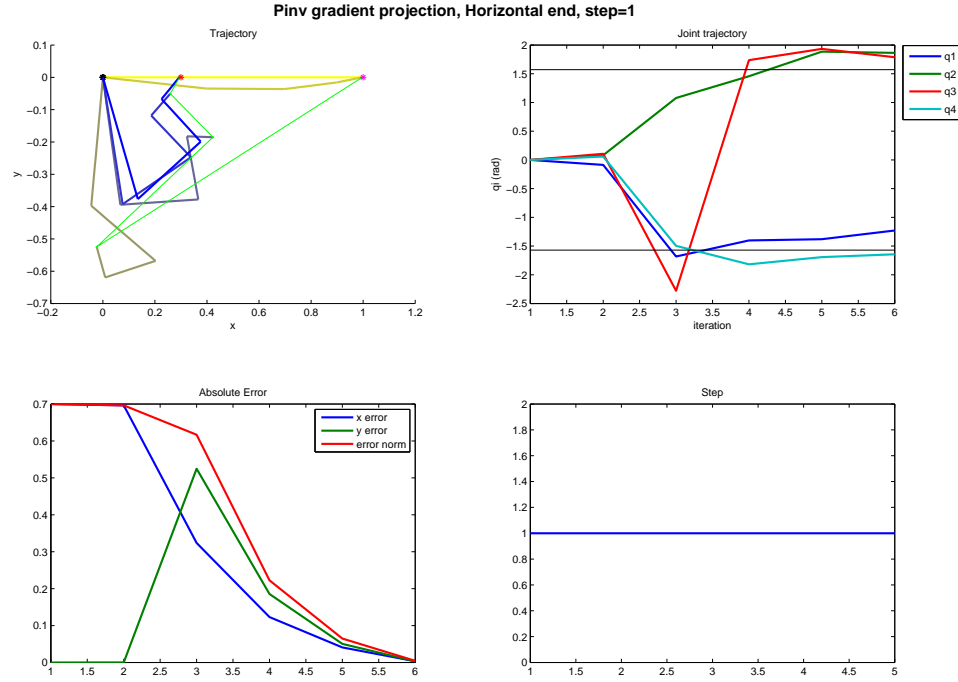 Pinv gradient projection, Horizontal end, step=1
Trajectory
0.1
0
−0.1
−0.2
−0.3
−0.4
−0.5
−0.6
−0.7
y
−0.2 0 0.2 0.4 0.6 0.8 1 1.2
x
Joint trajectory
2
1.5
1
0.5
0
−0.5
−1
−1.5
−2
−2.5
qi (rad)
1 1.5 2 2.5 3 3.5 4 4.5 5 5.5 6
iteration
q1
q2
q3
q4
Absolute Error
0.7
0.6
0.5
0.4
0.3
0.2
0.1
0
1 1.5 2 2.5 3 3.5 4 4.5 5 5.5 6
x error
y error
error norm
Step
2
1.8
1.6
1.4
1.2
1
0.8
0.6
0.4
0.2
0
1 1.5 2 2.5 3 3.5 4 4.5 5